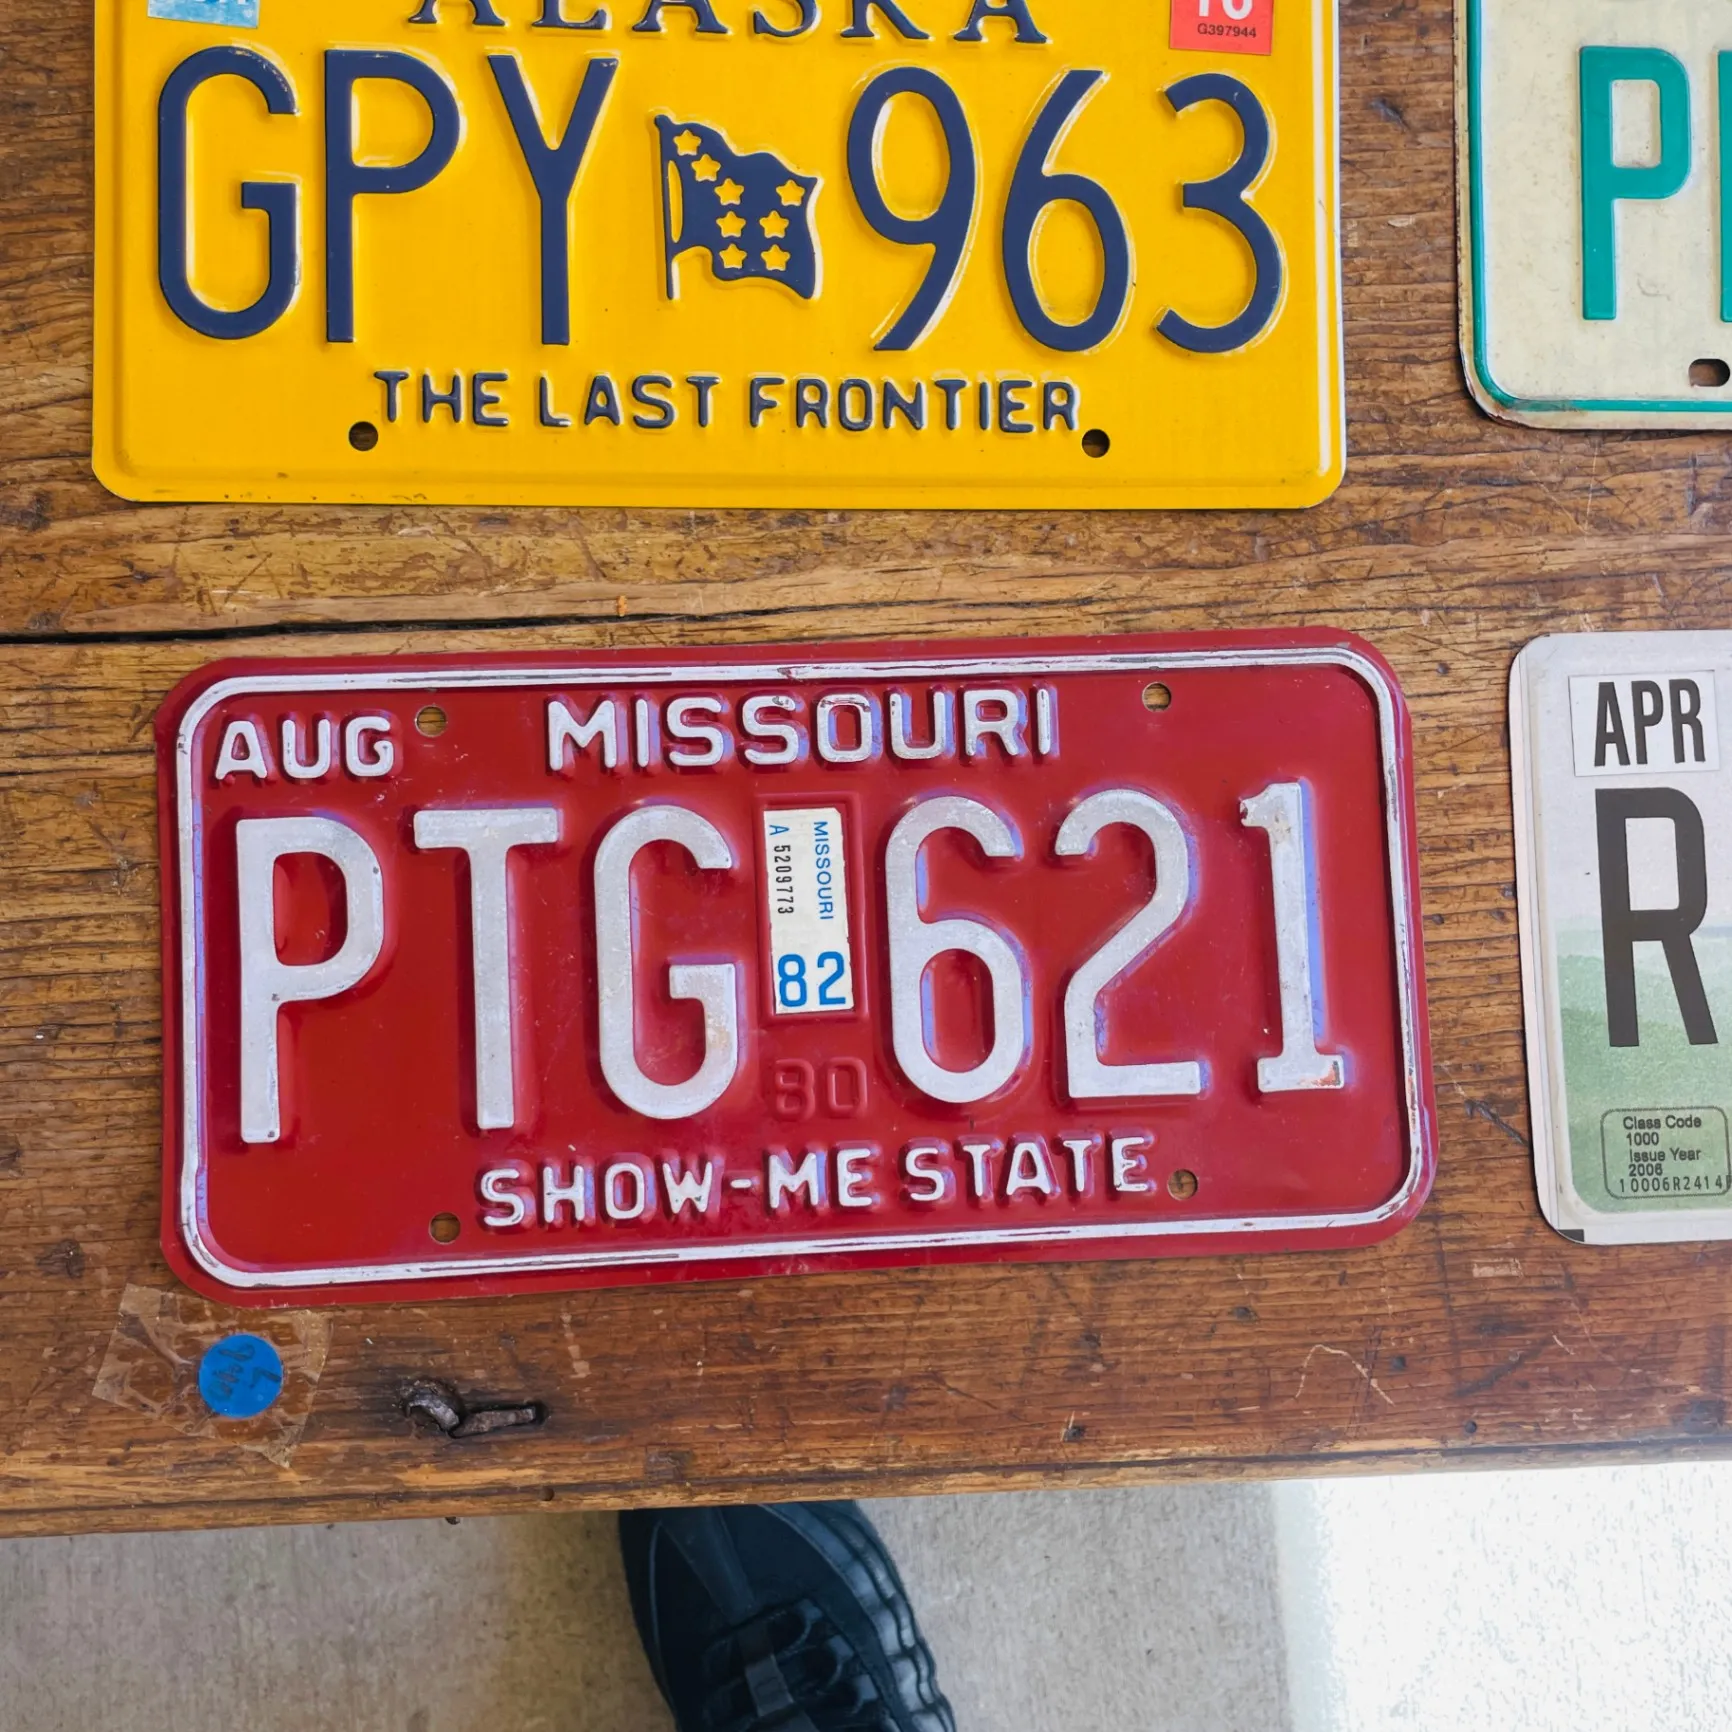 ALASKA
G397944
GPY 963
THE LAST FRONTIER
P
AUG MISSOURI
PTG 621
MISSOURI
A 5209773
82
80
SHOW-ME STATE
APR
R
Class Code
1000
Issue Year
2006